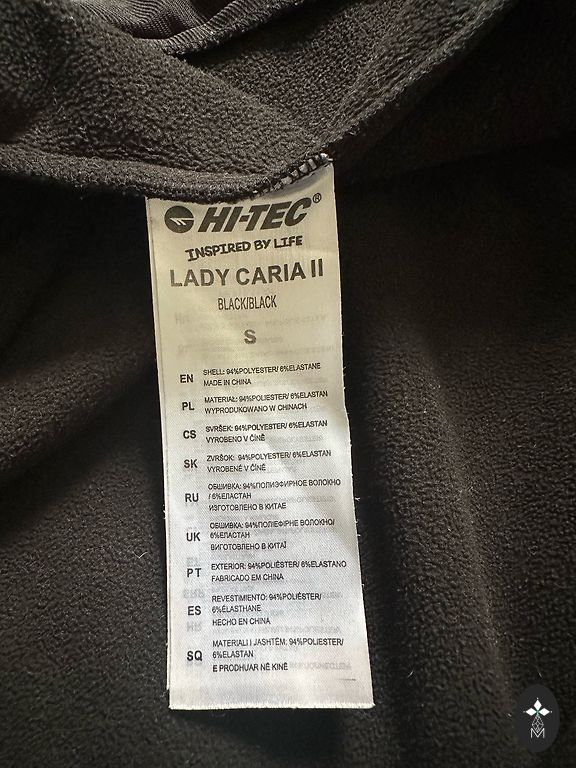 HI-TEC®
INSPIRED BY LIFE
LADY CARIA II
BLACK/BLACK
S
EN SHELL: 94%POLYESTER/ 6%ELASTANE
MADE IN CHINA
PL MATERIAŁ: 94%POLIESTER/ 6%ELASTAN
WYPRODUKOWANO W CHINACH
CS SVRŠEK: 94%POLYESTER/ 6%ELASTAN
VYROBENO V ČÍNĚ
SK ZVRŠOK: 94%POLYESTER/ 6%ELASTAN
VYROBENÉ V ČÍNE
RU ОБШИВКА: 94%ПОЛИЭФИРНОЕ ВОЛОКНО
/ 6%ЕЛАСТАН
ИЗГОТОВЛЕНО В КИТАЕ
UK ОБШИВКА: 94%ПОЛІЕФІРНЕ ВОЛОКНО/
6%ЕЛАСТАН
ВИГОТОВЛЕНО В КИТАЇ
PT EXTERIOR: 94%POLIÉSTER/ 6%ELASTANO
FABRICADO EM CHINA
ES REVESTIMIENTO: 94%POLIÉSTER/
6%ÉLASTHANE
HECHO EN CHINA
SQ MATERIALI I JASHTËM: 94%POLIESTER/
6%ELASTAN
E PRODHUAR NË KINË
M